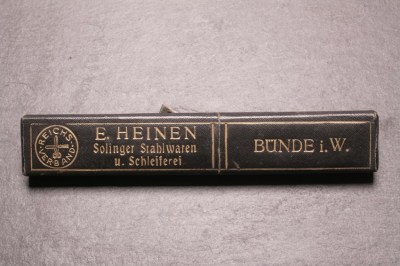 REICHS
VERBAND
E. HEINEN
Solinger Stahlwaren
u. Schleiferei
BÜNDE i. W.